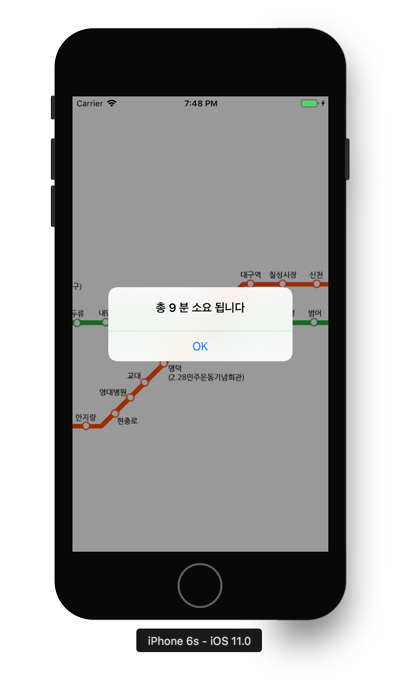 Carrier 7:48 PM
대구역 칠성시장 신천
구)
두류 내당 범어
총 9 분 소요 됩니다
OK
명덕
(2.28민주운동기념회관)
교대
영대병원
안지랑 현충로
iPhone 6s - iOS 11.0